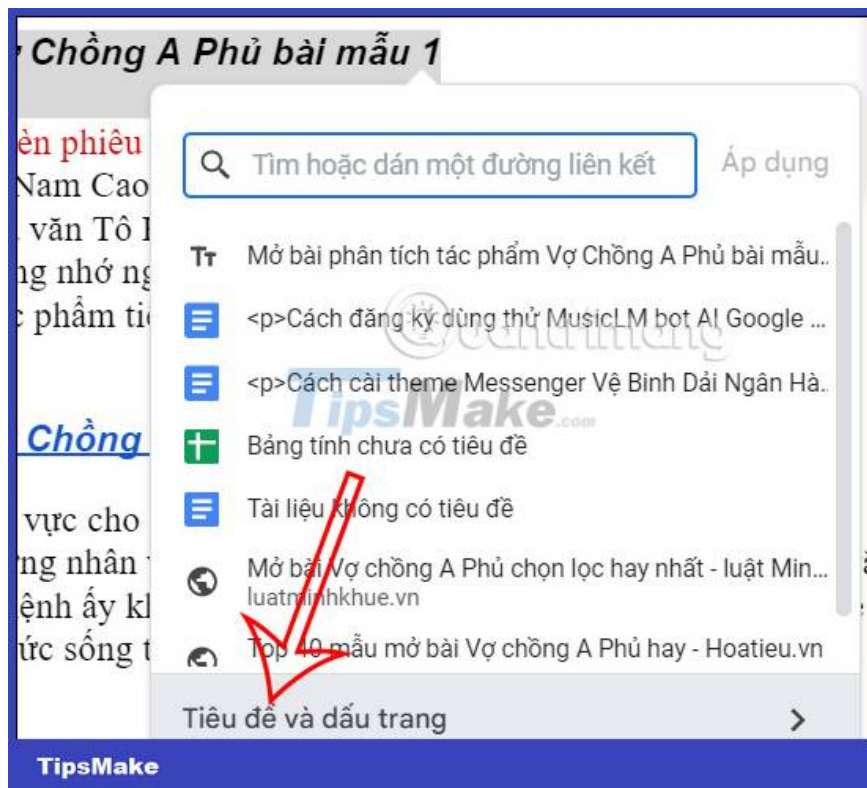 Chồng A Phủ bài mẫu 1
èn phiêu
Nam Cao
văn Tô
ng nhớ
phẩm
Chồng
vực cho
ng nhân
ệnh ấy
ức sống
Tìm hoặc dán một đường liên kết
Áp dụng
Mở bài phân tích tác phẩm Vợ Chồng A Phủ bài mẫu..
<p>Cách đăng ký dùng thử MusicLM bot AI Google ...
<p>Cách cài theme Messenger Vệ Binh Dải Ngân Hà.
Bảng tính chưa có tiêu đề
Tài liệu không có tiêu đề
Mở bài Vợ chồng A Phủ chọn lọc hay nhất - luật Min...
luatminhkhue.vn
Top 10 mẫu mở bài Vợ chồng A Phủ hay - Hoatieu.vn
Tiêu đề và dấu trang
quantrimang
TipsMake.com
TipsMake